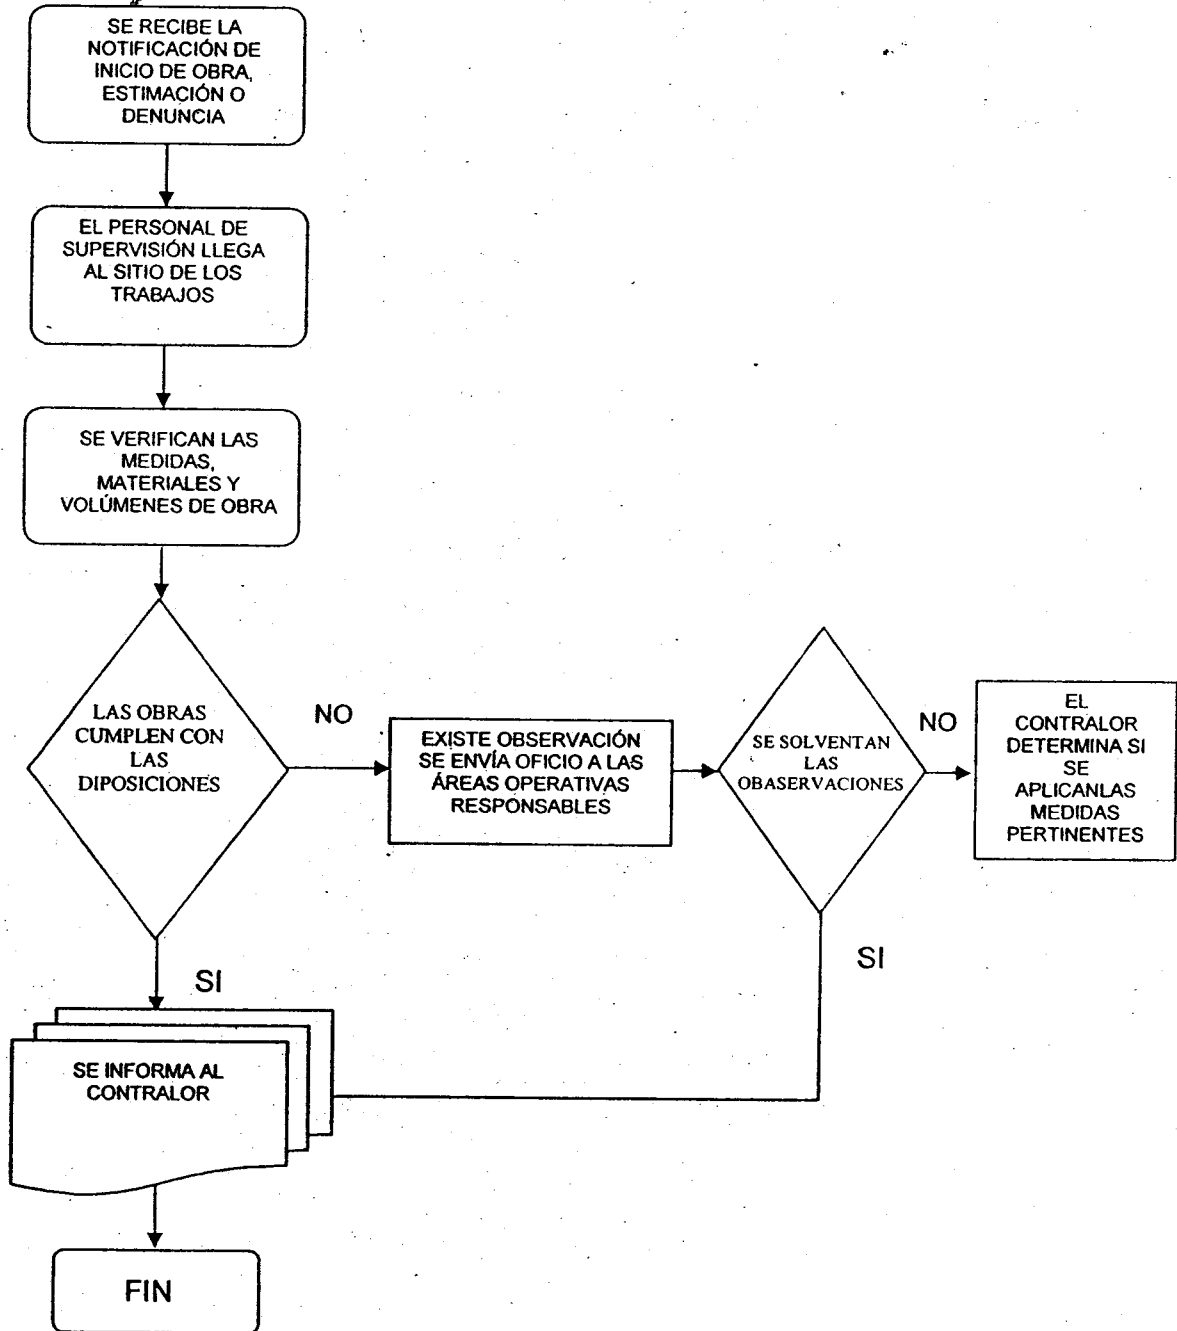 SE RECIBE LA
NOTIFICACIÓN DE
INICIO DE OBRA,
ESTIMACIÓN O
DENUNCIA
EL PERSONAL DE
SUPERVISIÓN LLEGA
AL SITIO DE LOS
TRABAJOS
SE VERIFICAN LAS
MEDIDAS,
MATERIALES Y
VOLÚMENES DE OBRA
LAS OBRAS
CUMPLEN CON
LAS
DIPOSICIONES
NO
EXISTE OBSERVACIÓN
SE ENVÍA OFICIO A LAS
ÁREAS OPERATIVAS
RESPONSABLES
SE SOLVENTAN
LAS
OBASERVACIONES
NO
EL
CONTRALOR
DETERMINA SI
SE
APLICANLAS
MEDIDAS
PERTINENTES
SI
SI
SE INFORMA AL
CONTRALOR
FIN